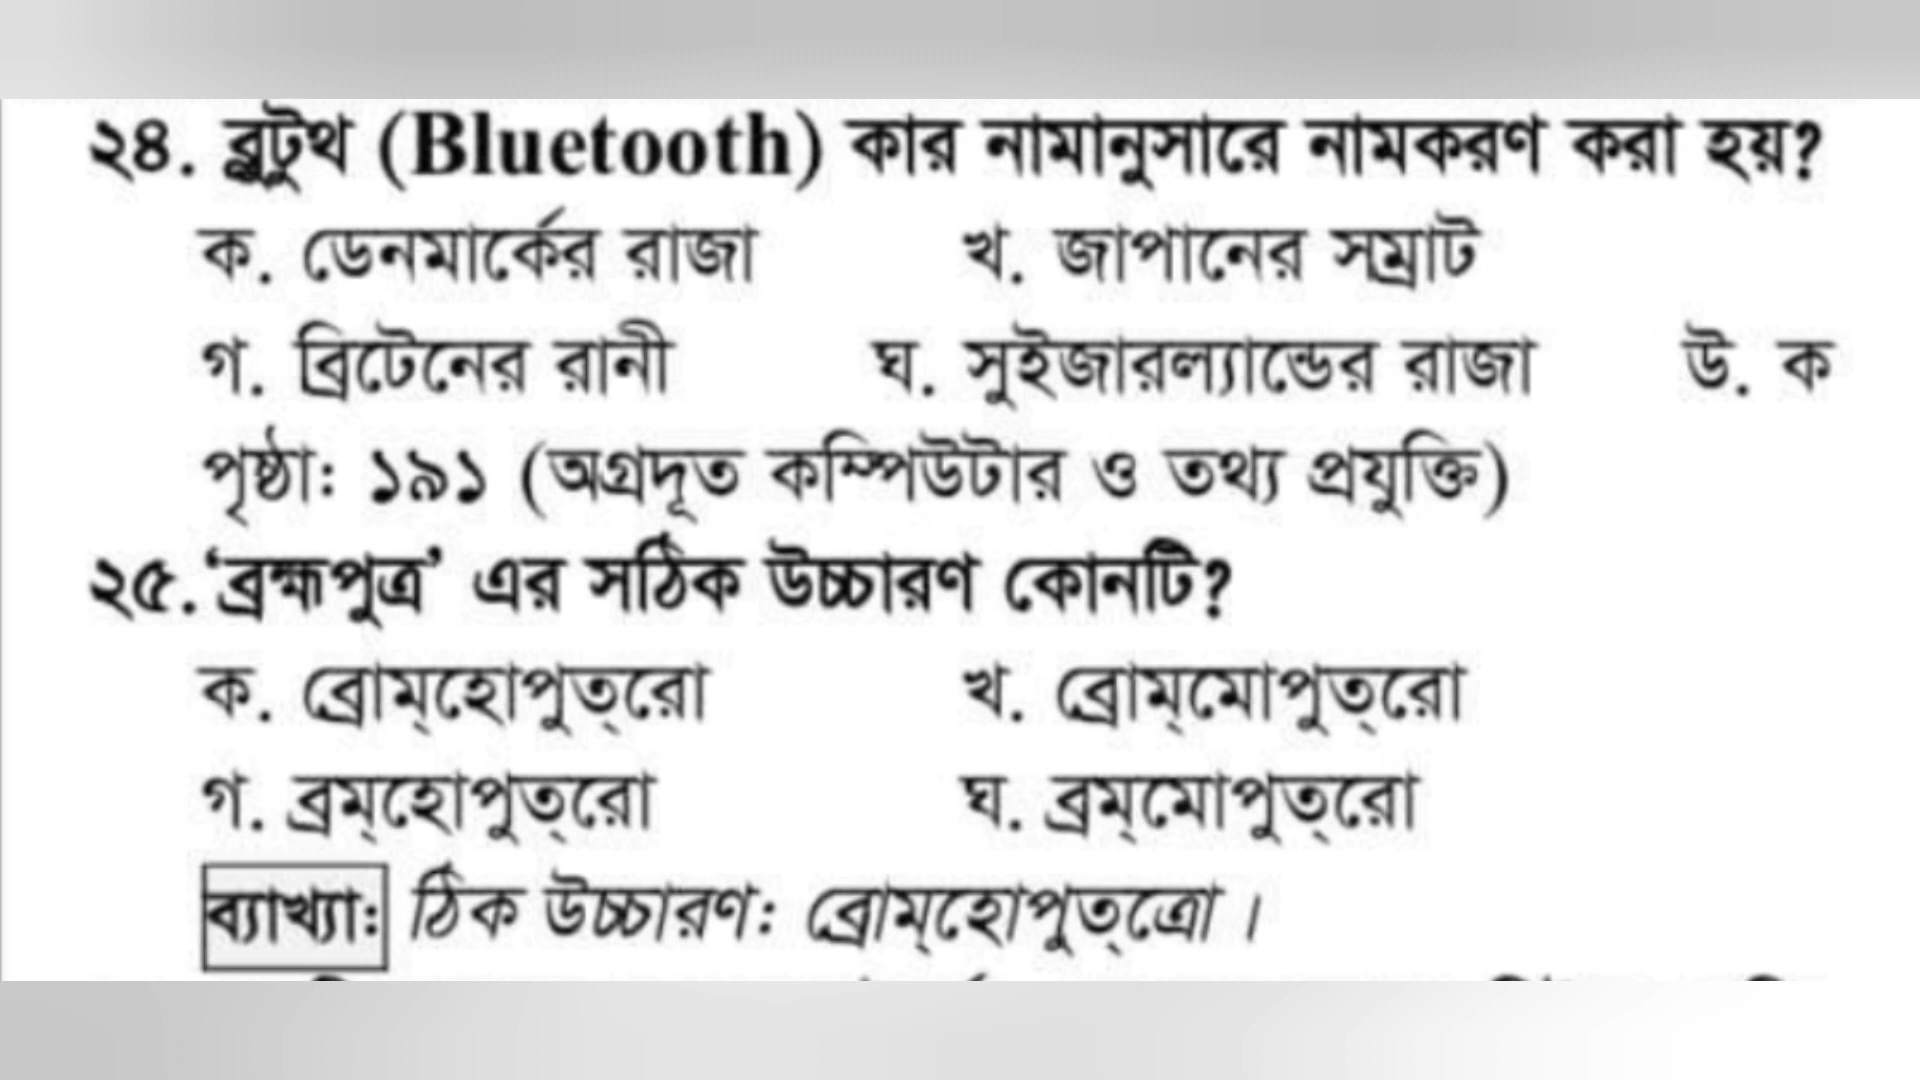 ২৪. ব্লুটুথ (Bluetooth) কার নামানুসারে নামকরণ করা হয়?
ক. ডেনমার্কের রাজা খ. জাপানের সম্রাট
গ. ব্রিটেনের রানী ঘ. সুইজারল্যান্ডের রাজা উ. ক
পৃষ্ঠা: ১৯১ (অগ্রদূত কম্পিউটার ও তথ্য প্রযুক্তি)
২৫. ‘ব্রহ্মপুত্র’ এর সঠিক উচ্চারণ কোনটি?
ক. ব্রোম্‌হোপুত্‌রো খ. ব্রোম্‌মোপুত্‌রো
গ. ব্রম্‌হোপুত্‌রো ঘ. ব্রম্‌মোপুত্‌রো
ব্যাখ্যা: ঠিক উচ্চারণ: ব্রোম্‌হোপুত্‌ত্রো।